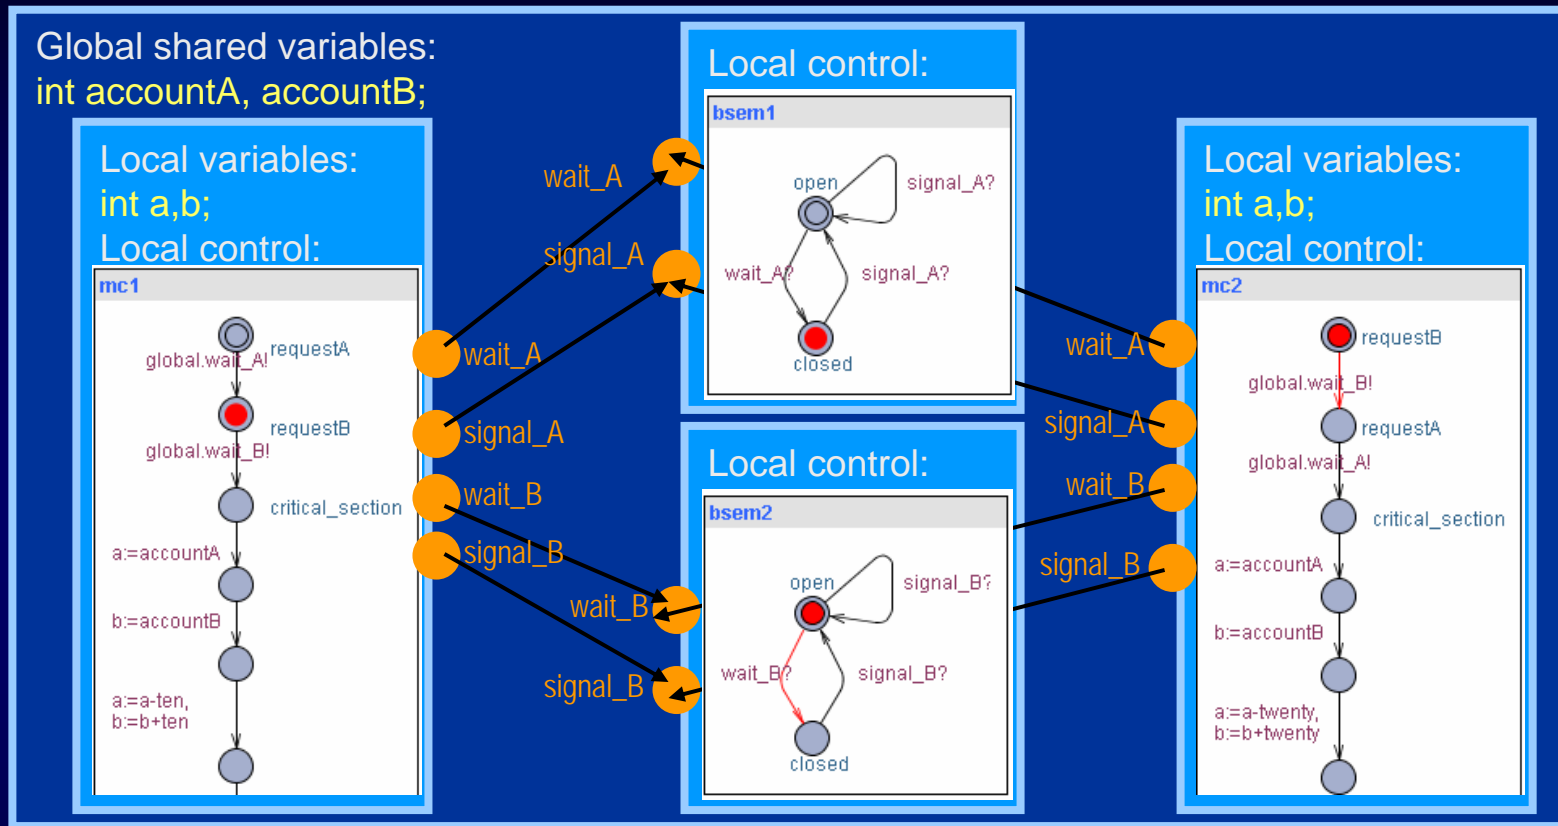 Global shared variables:
int accountA, accountB;
Local variables:
int a,b;
Local control:
mc1
requestA
global.wait_A!
requestB
global.wait_B!
critical_section
a:=accountA
b:=accountB
a:=a-ten,
b:=b+ten
wait_A
signal_A
wait_B
signal_B
wait_A
signal_A
wait_B
signal_B
Local control:
bsem1
open
signal_A?
wait_A?
signal_A?
closed
Local control:
bsem2
open
signal_B?
wait_B?
signal_B?
closed
wait_A
signal_A
wait_B
signal_B
Local variables:
int a,b;
Local control:
mc2
requestB
global.wait_B!
requestA
global.wait_A!
critical_section
a:=accountA
b:=accountB
a:=a-twenty,
b:=b+twenty